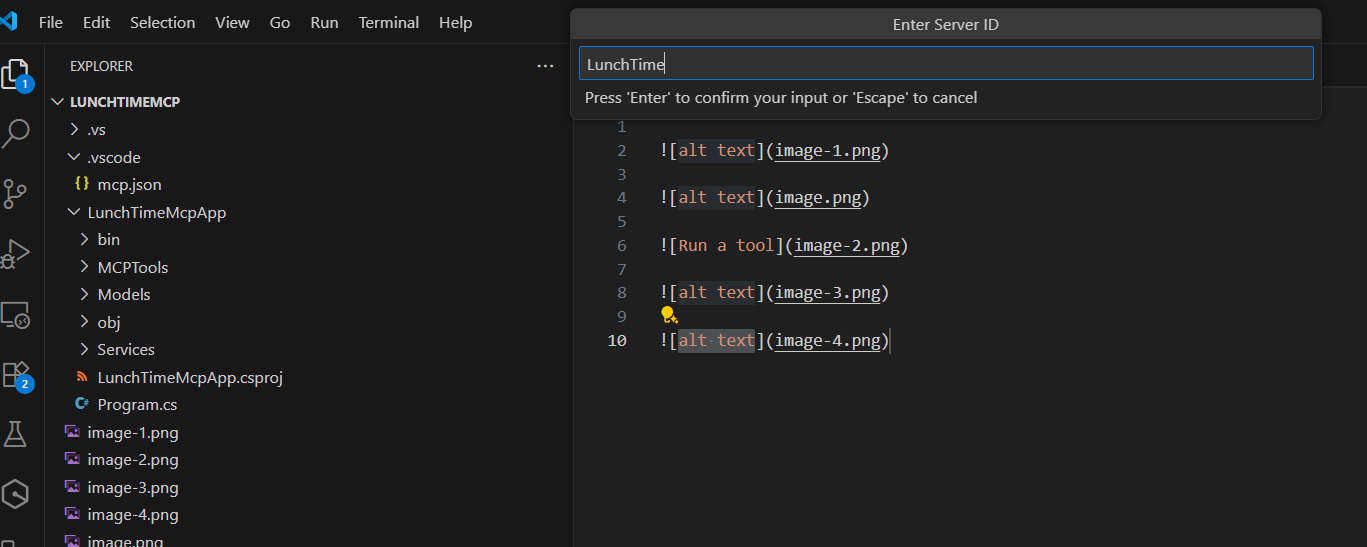 File Edit Selection View Go Run Terminal Help
Enter Server ID
LunchTime
Press 'Enter' to confirm your input or 'Escape' to cancel
EXPLORER ...
1
LUNCHTIMEMCP
.vs
.vscode
{} mcp.json
LunchTimeMcpApp
bin
MCPTools
Models
obj
Services
LunchTimeMcpApp.csproj
C# Program.cs
image-1.png
image-2.png
image-3.png
image-4.png
image.png
2
1
2 ![alt text](image-1.png)
3
4 ![alt text](image.png)
5
6 ![Run a tool](image-2.png)
7
8 ![alt text](image-3.png)
9
10 ![alt text](image-4.png)